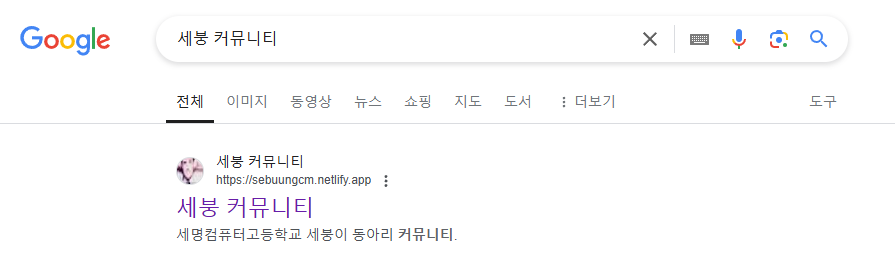 Google
세붕 커뮤니티
전체 이미지 동영상 뉴스 쇼핑 지도 도서 더보기 도구
세붕 커뮤니티
https://sebuungcm.netlify.app
세붕 커뮤니티
세명컴퓨터고등학교 세붕이 동아리 커뮤니티.